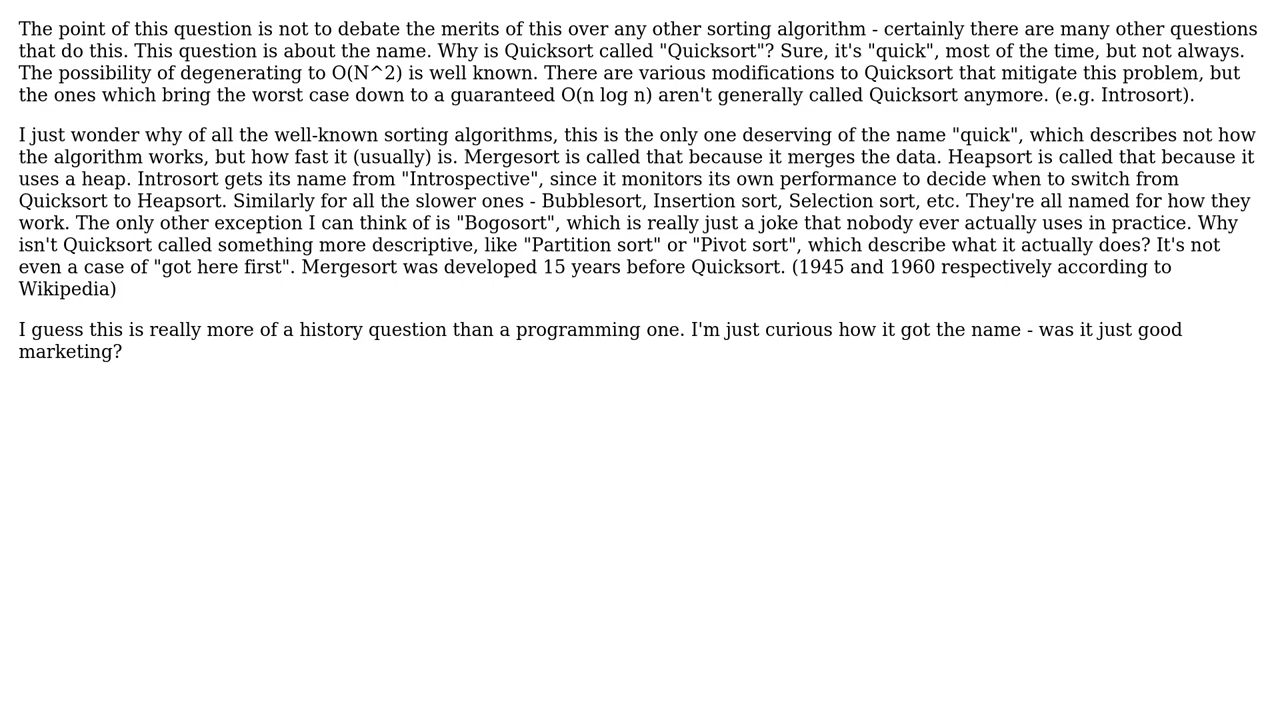 The point of this question is not to debate the merits of this over any other sorting algorithm - certainly there are many other questions
that do this. This question is about the name. Why is Quicksort called "Quicksort"? Sure, it's "quick", most of the time, but not always.
The possibility of degenerating to O(N^2) is well known. There are various modifications to Quicksort that mitigate this problem, but
the ones which bring the worst case down to a guaranteed O(n log n) aren't generally called Quicksort anymore. (e.g. Introsort).
I just wonder why of all the well-known sorting algorithms, this is the only one deserving of the name "quick", which describes not how
the algorithm works, but how fast it (usually) is. Mergesort is called that because it merges the data. Heapsort is called that because it
uses a heap. Introsort gets its name from "Introspective", since it monitors its own performance to decide when to switch from
Quicksort to Heapsort. Similarly for all the slower ones - Bubblesort, Insertion sort, Selection sort, etc. They're all named for how they
work. The only other exception I can think of is "Bogosort", which is really just a joke that nobody ever actually uses in practice. Why
isn't Quicksort called something more descriptive, like "Partition sort" or "Pivot sort", which describe what it actually does? It's not
even a case of "got here first". Mergesort was developed 15 years before Quicksort. (1945 and 1960 respectively according to
Wikipedia)
I guess this is really more of a history question than a programming one. I'm just curious how it got the name - was it just good
marketing?